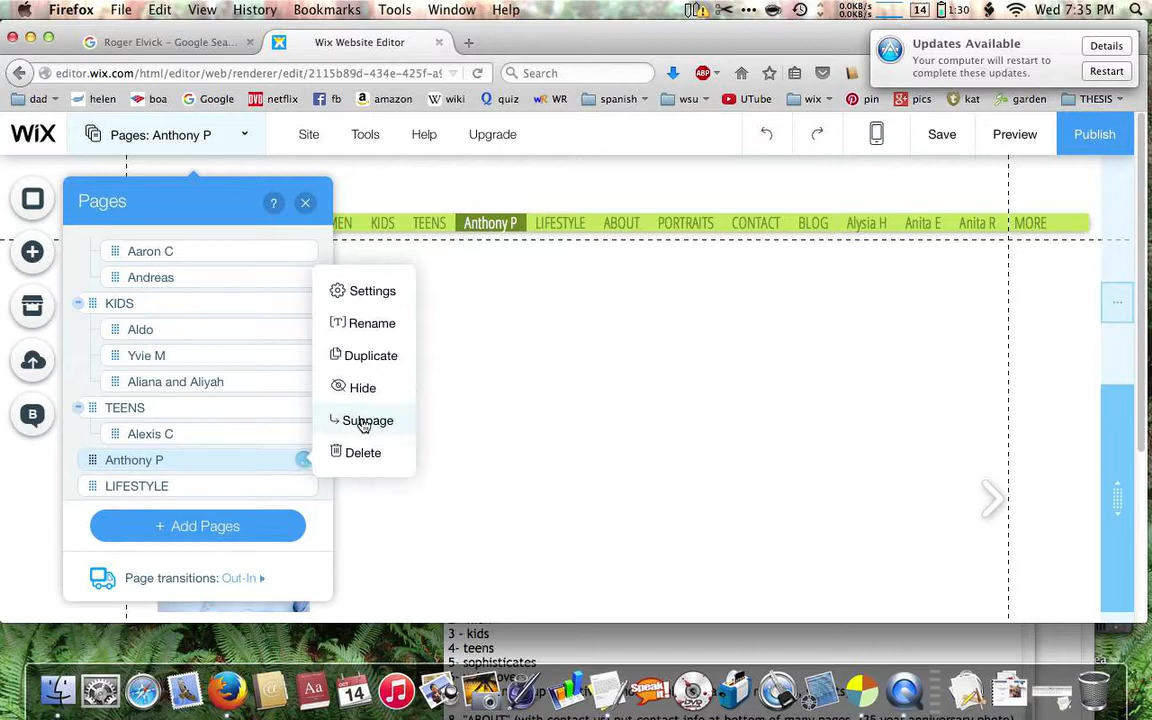 Firefox File Edit View History Bookmarks Tools Window Help
0.0KB/s
0.0KB/s
14 1:30 Wed 7:35 PM
Roger Elvick – Google Sea...
Wix Website Editor
Updates Available
Your computer will restart to complete these updates.
Details
Restart
editor.wix.com/html/editor/web/renderer/edit/2115b89d-434e-425f-a9
Search
ABP
dad helen boa Google netflix fb amazon wiki quiz WR spanish wsu UTube wix pin pics kat garden THESIS
WiX Pages: Anthony P Site Tools Help Upgrade Save Preview Publish
Pages
?
MEN KIDS TEENS Anthony P LIFESTYLE ABOUT PORTRAITS CONTACT BLOG Alysia H Anita E Anita R MORE
Aaron C
Andreas
KIDS
Aldo
Yvie M
Aliana and Aliyah
TEENS
Alexis C
Anthony P
LIFESTYLE
Settings
Rename
Duplicate
Hide
Subpage
Delete
+ Add Pages
Page transitions: Out-In
3 - kids
4- teens
5- sophisticates